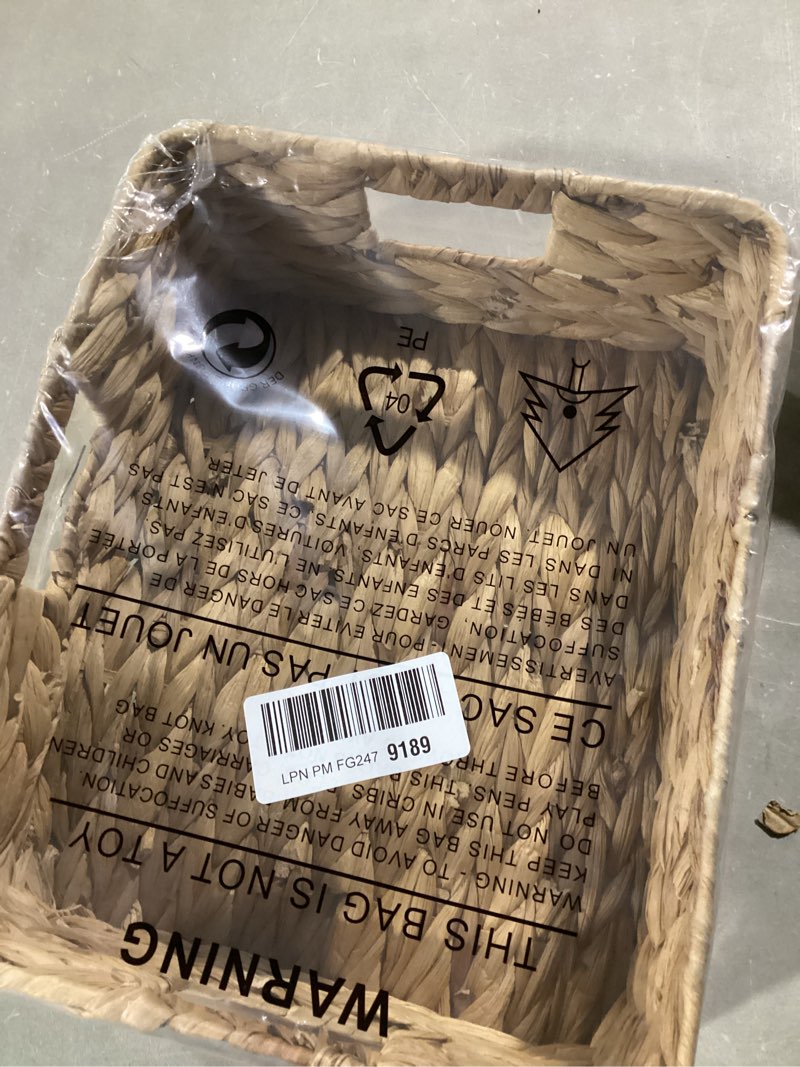 WARNING
THIS BAG IS NOT A TOY
WARNING - TO AVOID DANGER OF SUFFOCATION,
KEEP THIS BAG AWAY FROM BABIES AND CHILDREN
DO NOT USE IN CRIBS, CARRIAGES OR
PLAY PENS. THIS
BEFORE KNOT BAG
LPN PM FG247 9189
CE SAC PAS UN JOUET
AVERTISSEMENT - POUR EVITER LE DANGER DE
SUFFOCATION, GARDEZ CE SAC HORS DE LA PORTÉE
DES BÉBÉS ET DES ENFANTS. NE L'UTILISEZ PAS
DANS LES LITS D'ENFANTS, VOITURES D'ENFANTS
NI DANS LES PARCS D'ENFANTS. CE SAC N'EST PAS
UN JOUET. NOUER CE SAC AVANT DE JETER.
04
PE
DER